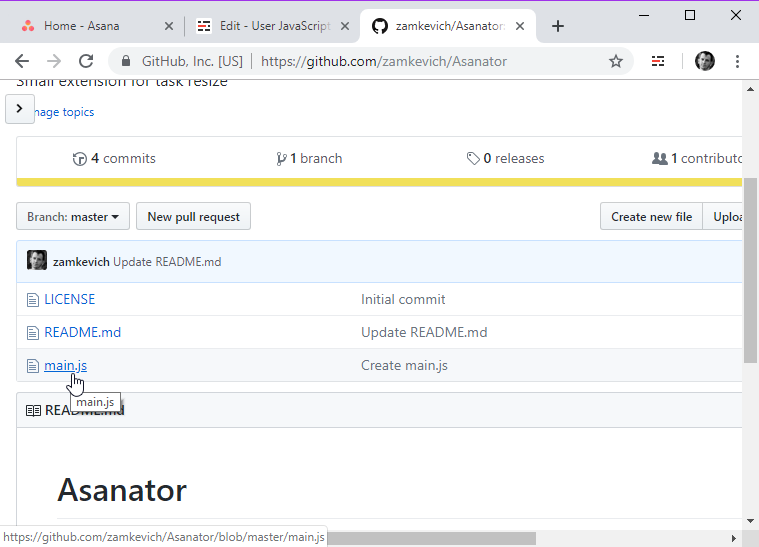 Home - Asana
Edit - User JavaScript
zamkevich/Asanator:
GitHub, Inc. [US] | https://github.com/zamkevich/Asanator
Small extension for task resize
nage topics
4 commits
1 branch
0 releases
1 contributo
Branch: master
New pull request
Create new file
Uploa
zamkevich Update README.md
LICENSE
Initial commit
README.md
Update README.md
main.js
Create main.js
main.js
README.md
Asanator
https://github.com/zamkevich/Asanator/blob/master/main.js